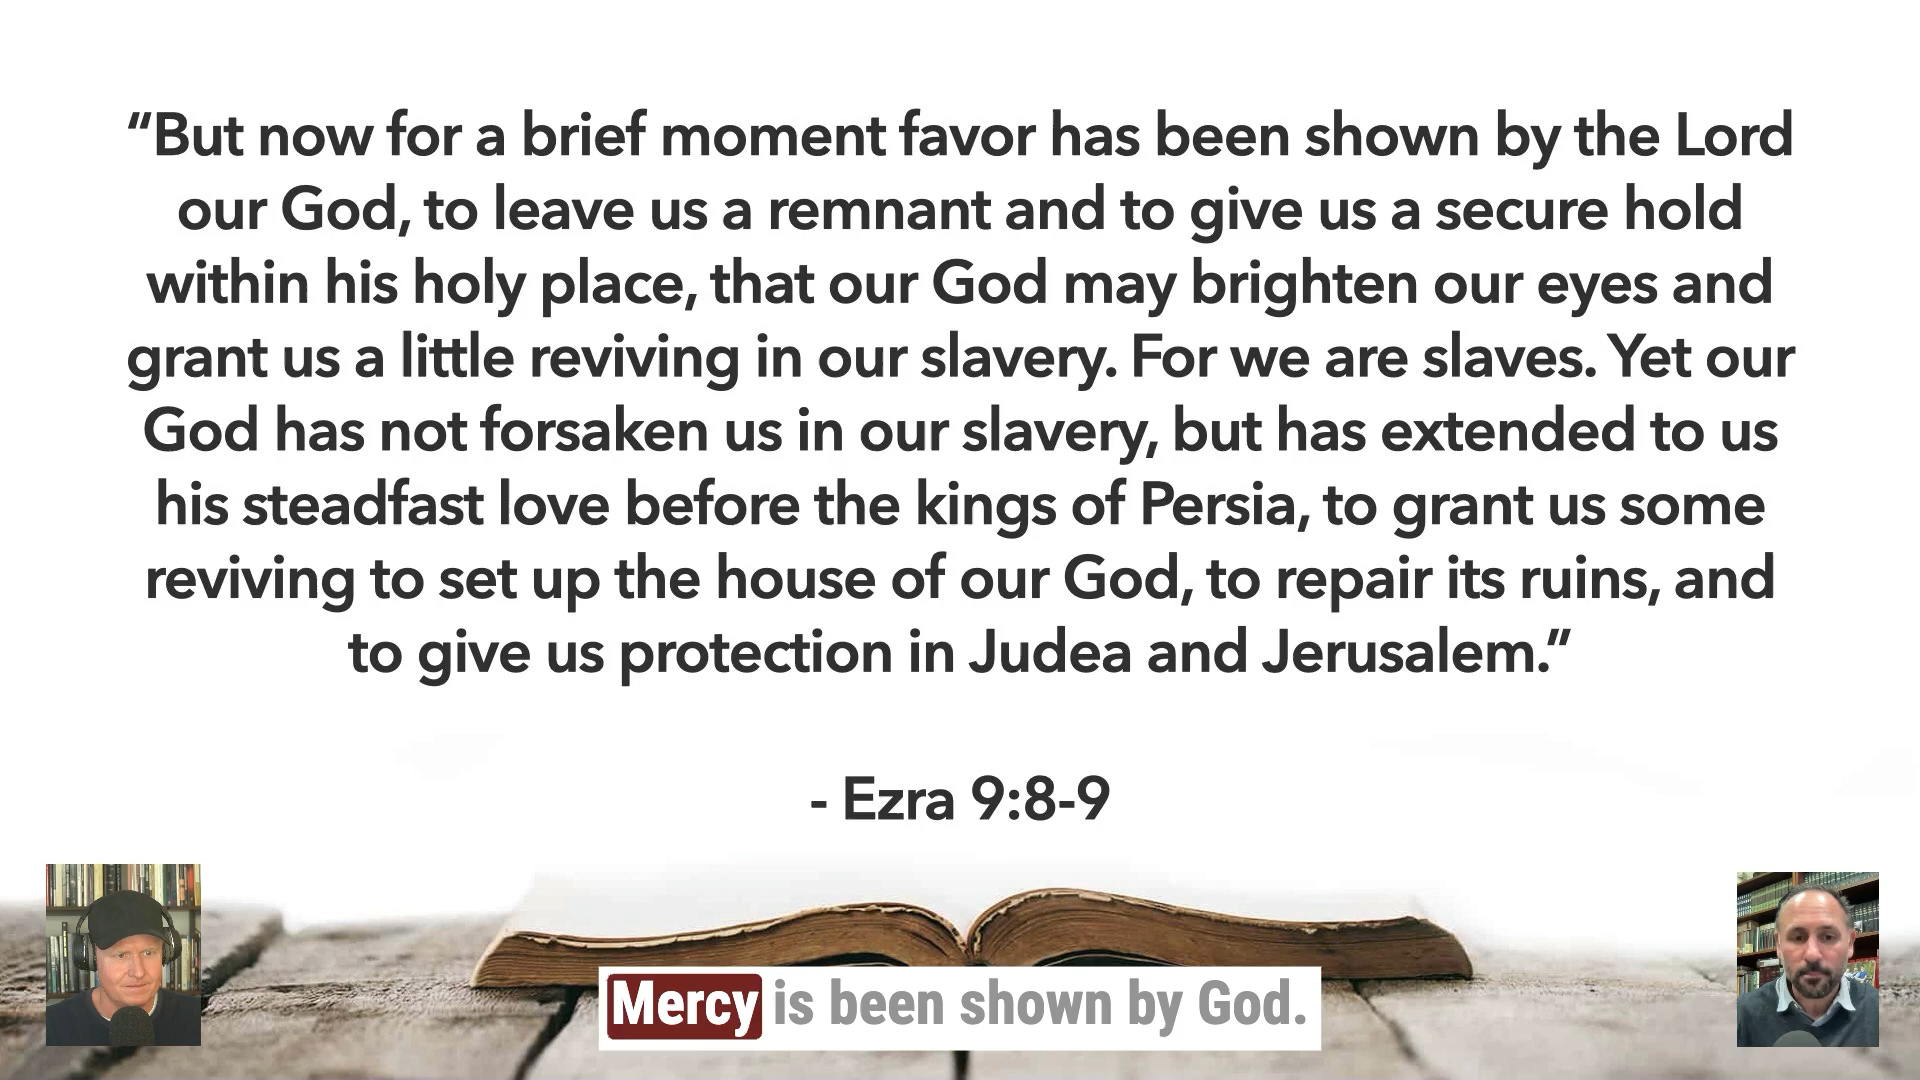 “But now for a brief moment favor has been shown by the Lord
our God, to leave us a remnant and to give us a secure hold
within his holy place, that our God may brighten our eyes and
grant us a little reviving in our slavery. For we are slaves. Yet our
God has not forsaken us in our slavery, but has extended to us
his steadfast love before the kings of Persia, to grant us some
reviving to set up the house of our God, to repair its ruins, and
to give us protection in Judea and Jerusalem.”
- Ezra 9:8-9
Mercy is been shown by God.